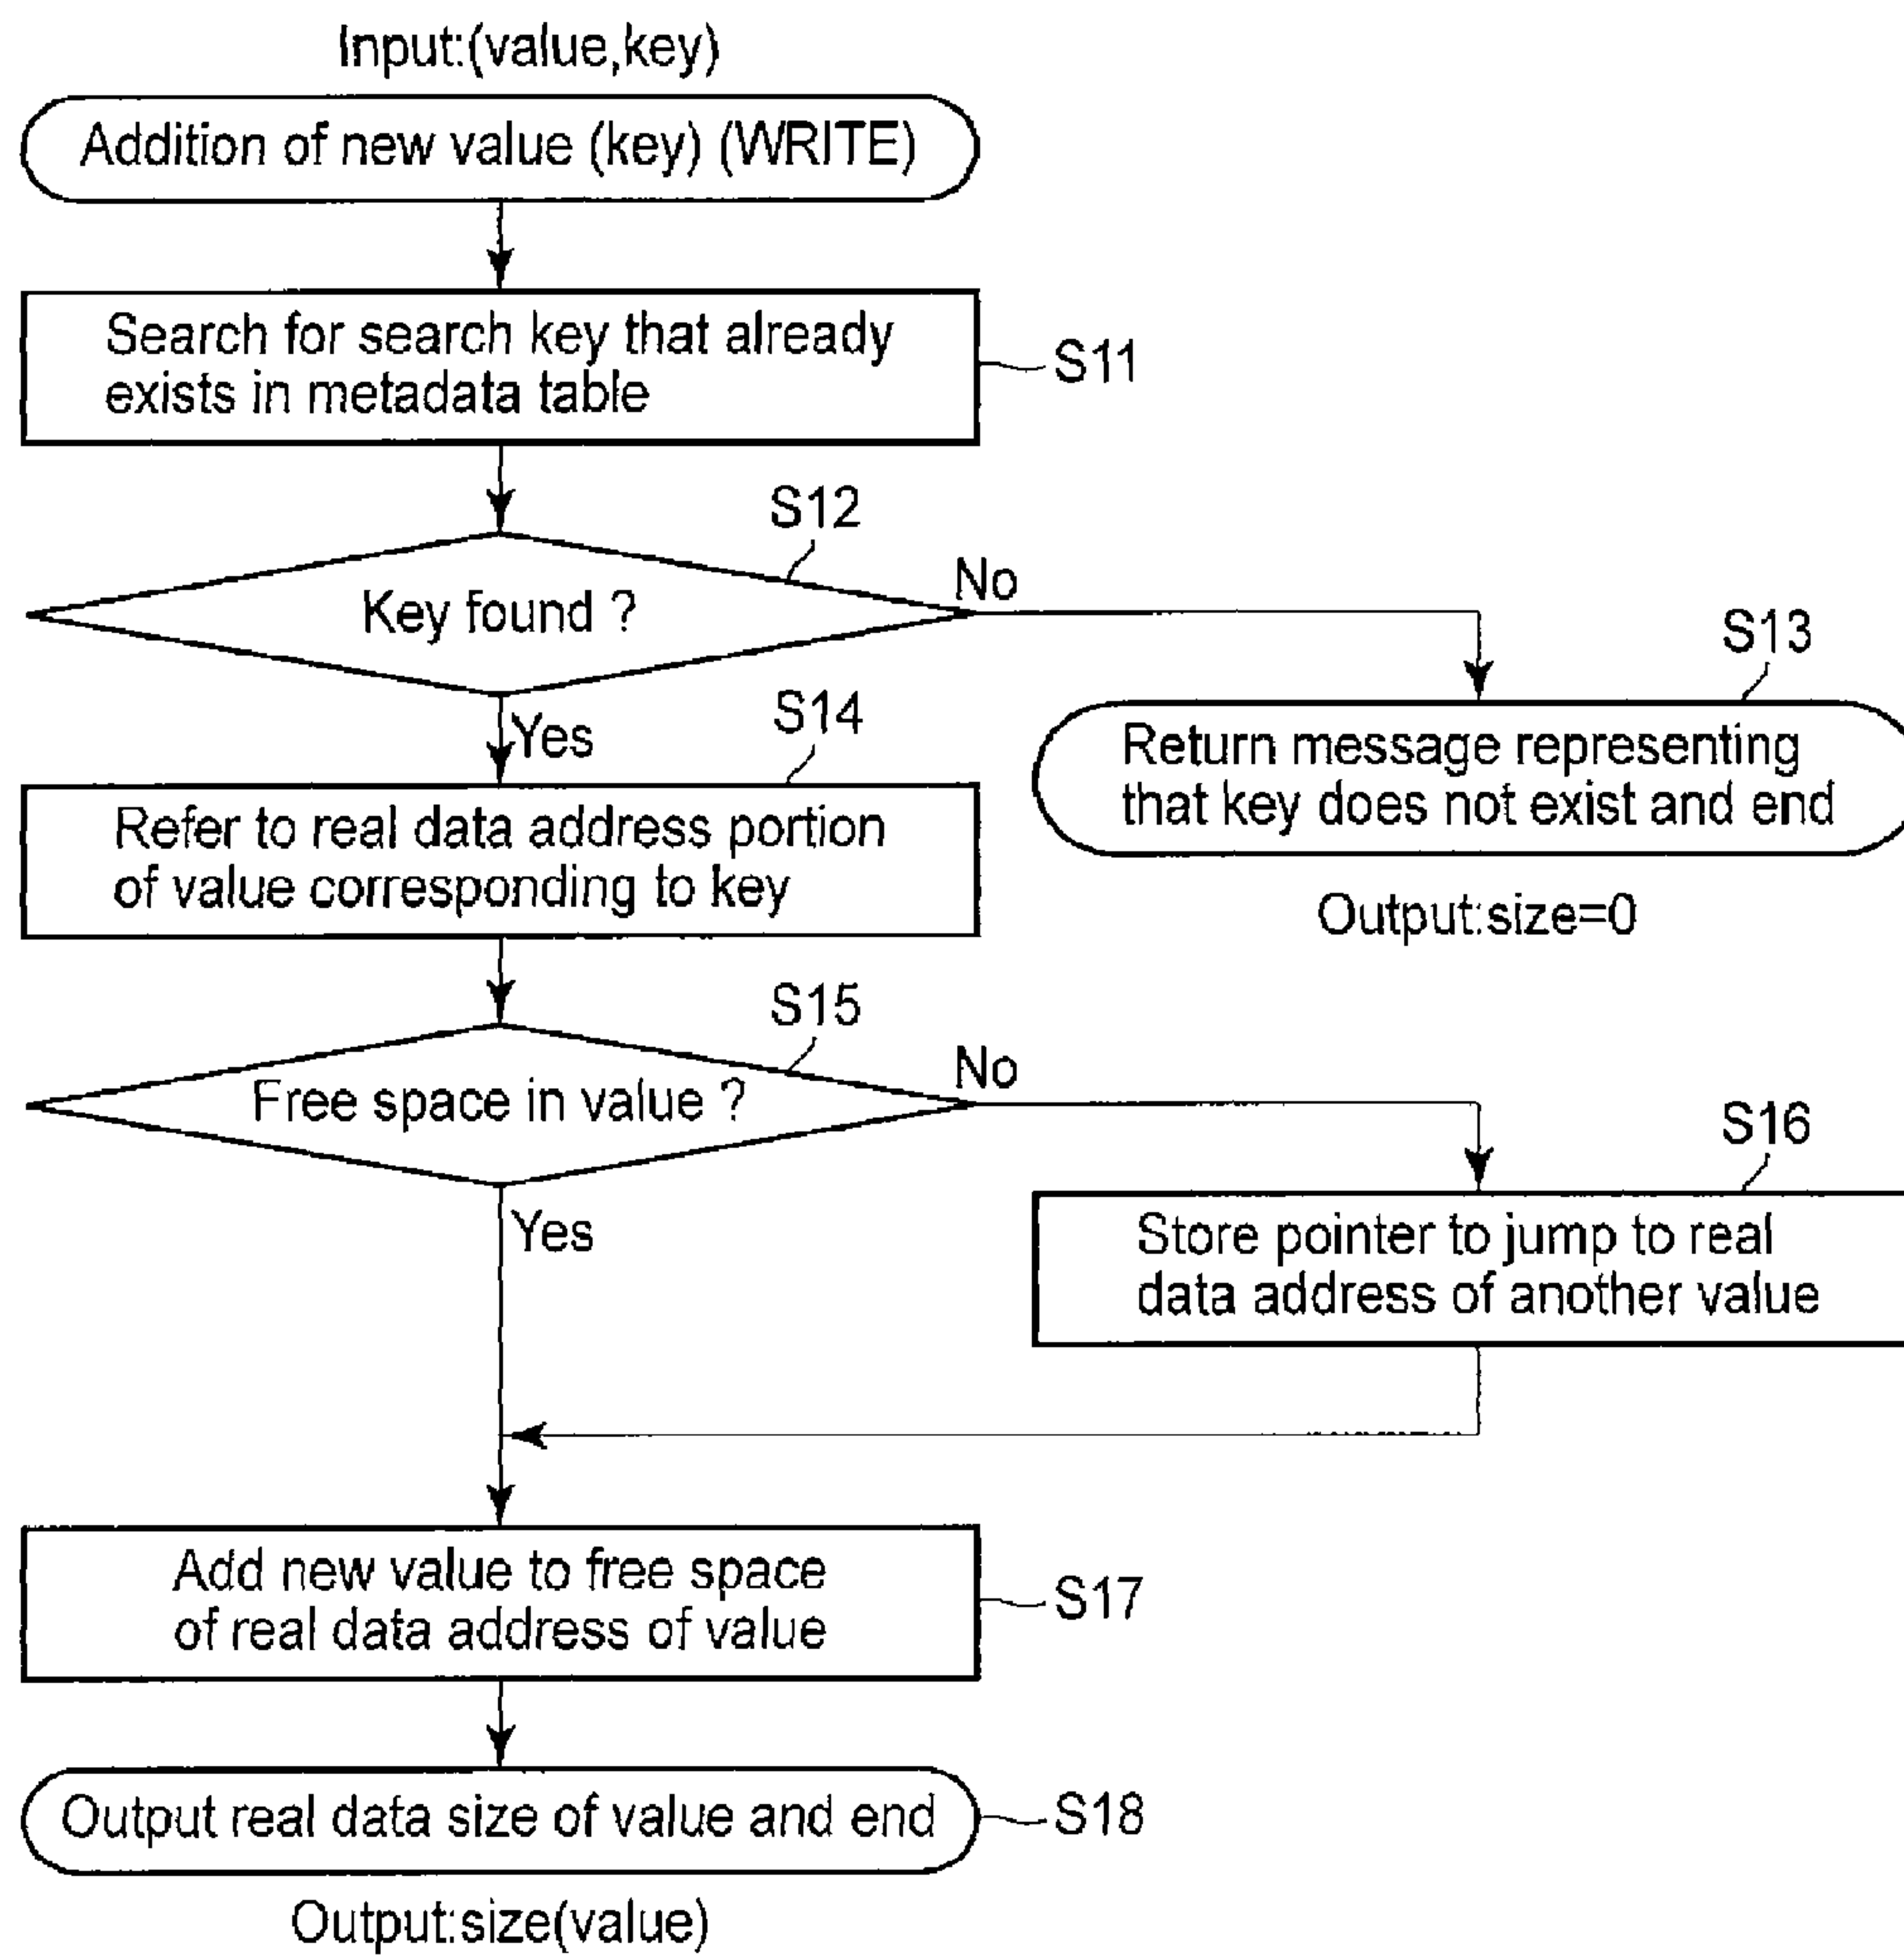 Input:(value,key)
Addition of new value (key) (WRITE)
Search for search key that already
exists in metadata table
S11
S12
Key found ?
No
Yes
S13
Return message representing
that key does not exist and end
Output:size=0
S14
Refer to real data address portion
of value corresponding to key
S15
Free space in value ?
No
Yes
S16
Store pointer to jump to real
data address of another value
Add new value to free space
of real data address of value
S17
Output real data size of value and end
S18
Output:size(value)